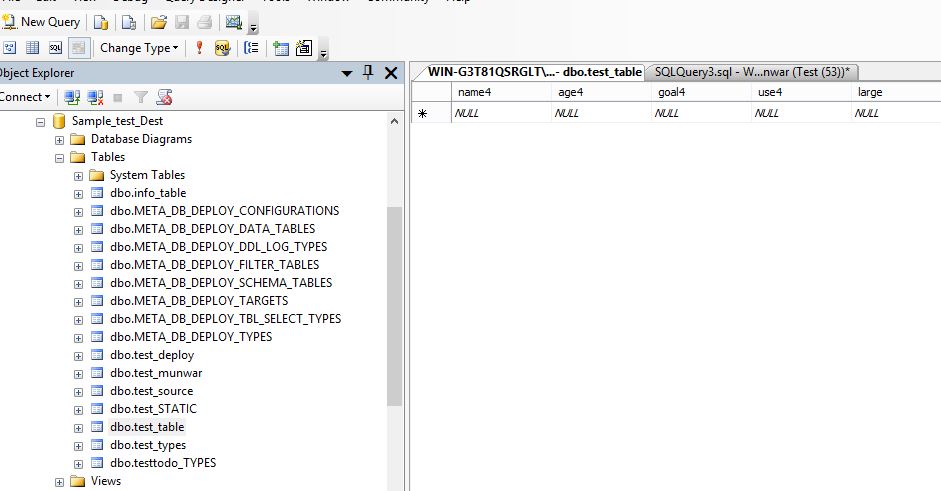 New Query
SQL Change Type SQL
Object Explorer
Connect
Sample_test_Dest
Database Diagrams
Tables
System Tables
dbo.info_table
dbo.META_DB_DEPLOY_CONFIGURATIONS
dbo.META_DB_DEPLOY_DATA_TABLES
dbo.META_DB_DEPLOY_DDL_LOG_TYPES
dbo.META_DB_DEPLOY_FILTER_TABLES
dbo.META_DB_DEPLOY_SCHEMA_TABLES
dbo.META_DB_DEPLOY_TARGETS
dbo.META_DB_DEPLOY_TBL_SELECT_TYPES
dbo.META_DB_DEPLOY_TYPES
dbo.test_deploy
dbo.test_munwar
dbo.test_source
dbo.test_STATIC
dbo.test_table
dbo.test_types
dbo.testtodo_TYPES
Views
WIN-G3T81QSRGLT\...- dbo.test_table SQLQuery3.sql - W...nwar (Test (53))*
name4 age4 goal4 use4 large
NULL NULL NULL NULL NULL